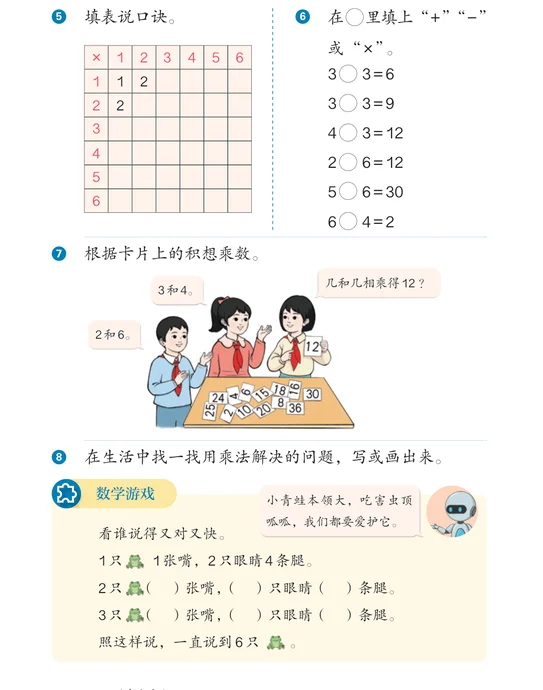 5 填表说口诀。
× 1 2 3 4 5 6
1 1 2
2 2
3
4
5
6
6 在○里填上“+”“−”
或“×”。
3○3=6
3○3=9
4○3=12
2○6=12
5○6=30
6○4=2
7 根据卡片上的积想乘数。
3和4。
几和几相乘得12？
2和6。
12
24 4 6 15 18 16 30
25 2 10 20 8 36
8 在生活中找一找用乘法解决的问题，写或画出来。
数学游戏
小青蛙本领大，吃害虫顶
呱呱，我们都要爱护它。
看谁说得又对又快。
1只 1张嘴，2只眼睛4条腿。
2只（ ）张嘴，（ ）只眼睛（ ）条腿。
3只（ ）张嘴，（ ）只眼睛（ ）条腿。
照这样说，一直说到6只 。